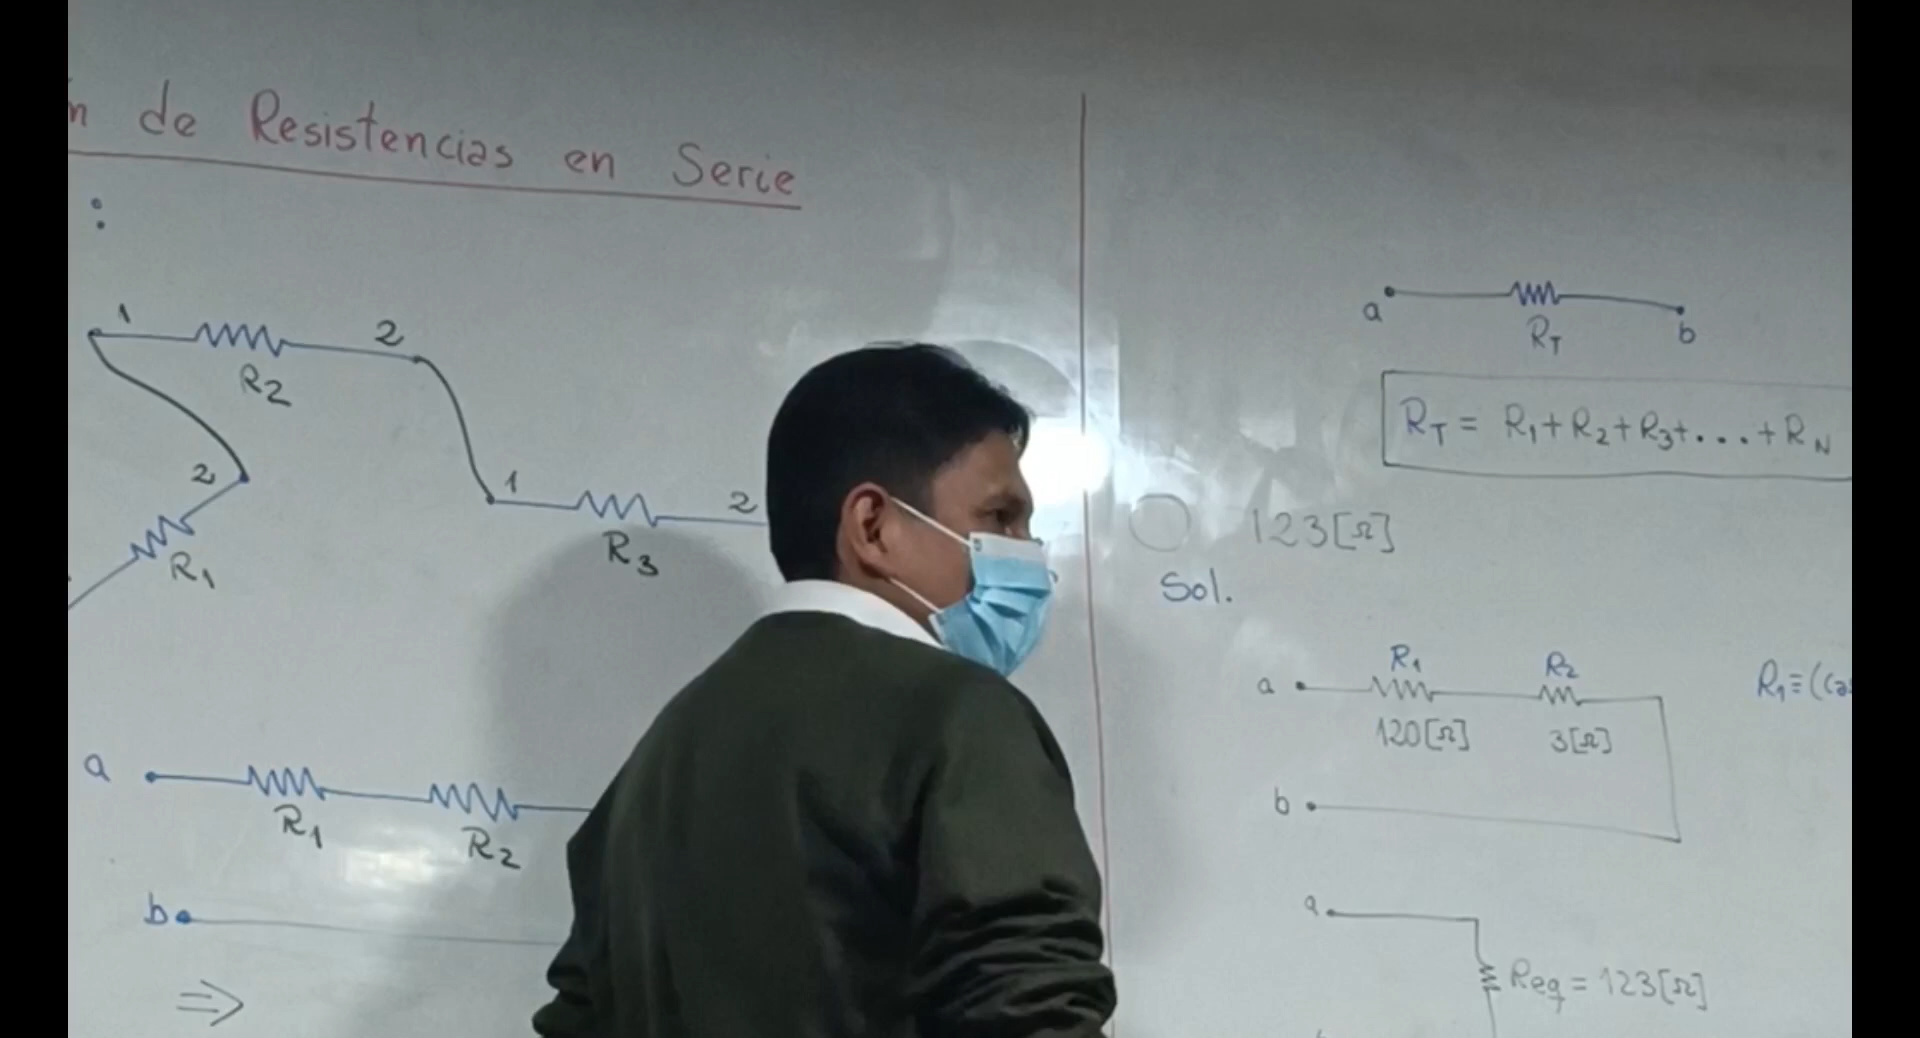 n de Resistencias en Serie
:
1
2
R2
2
R1
1
2
R3
a
R1
R2
b
⇒
a
b
RT
RT = R1+R2+R3+...+RN
123[Ω]
Sol.
R1
R2
a
120[Ω]
3[Ω]
b
R1≡
a
Req = 123[Ω]